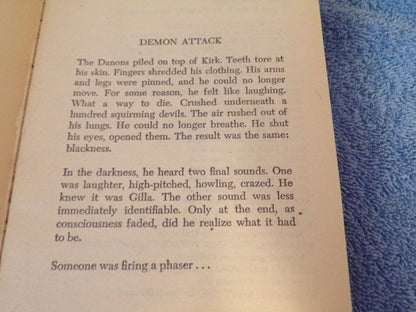 DEMON ATTACK
The Danons piled on top of Kirk. Teeth tore at
his skin. Fingers shredded his clothing. His arms
and legs were pinned, and he could no longer
move. For some reason, he felt like laughing.
What a way to die. Crushed underneath a
hundred squirming devils. The air rushed out of
his lungs. He could no longer breathe. He shut
his eyes, opened them. The result was the same:
blackness.
In the darkness, he heard two final sounds. One
was laughter, high-pitched, howling, crazed. He
knew it was Gilla. The other sound was less
immediately identifiable. Only at the end, as
consciousness faded, did he realize what it had
to be.
Someone was firing a phaser . . .